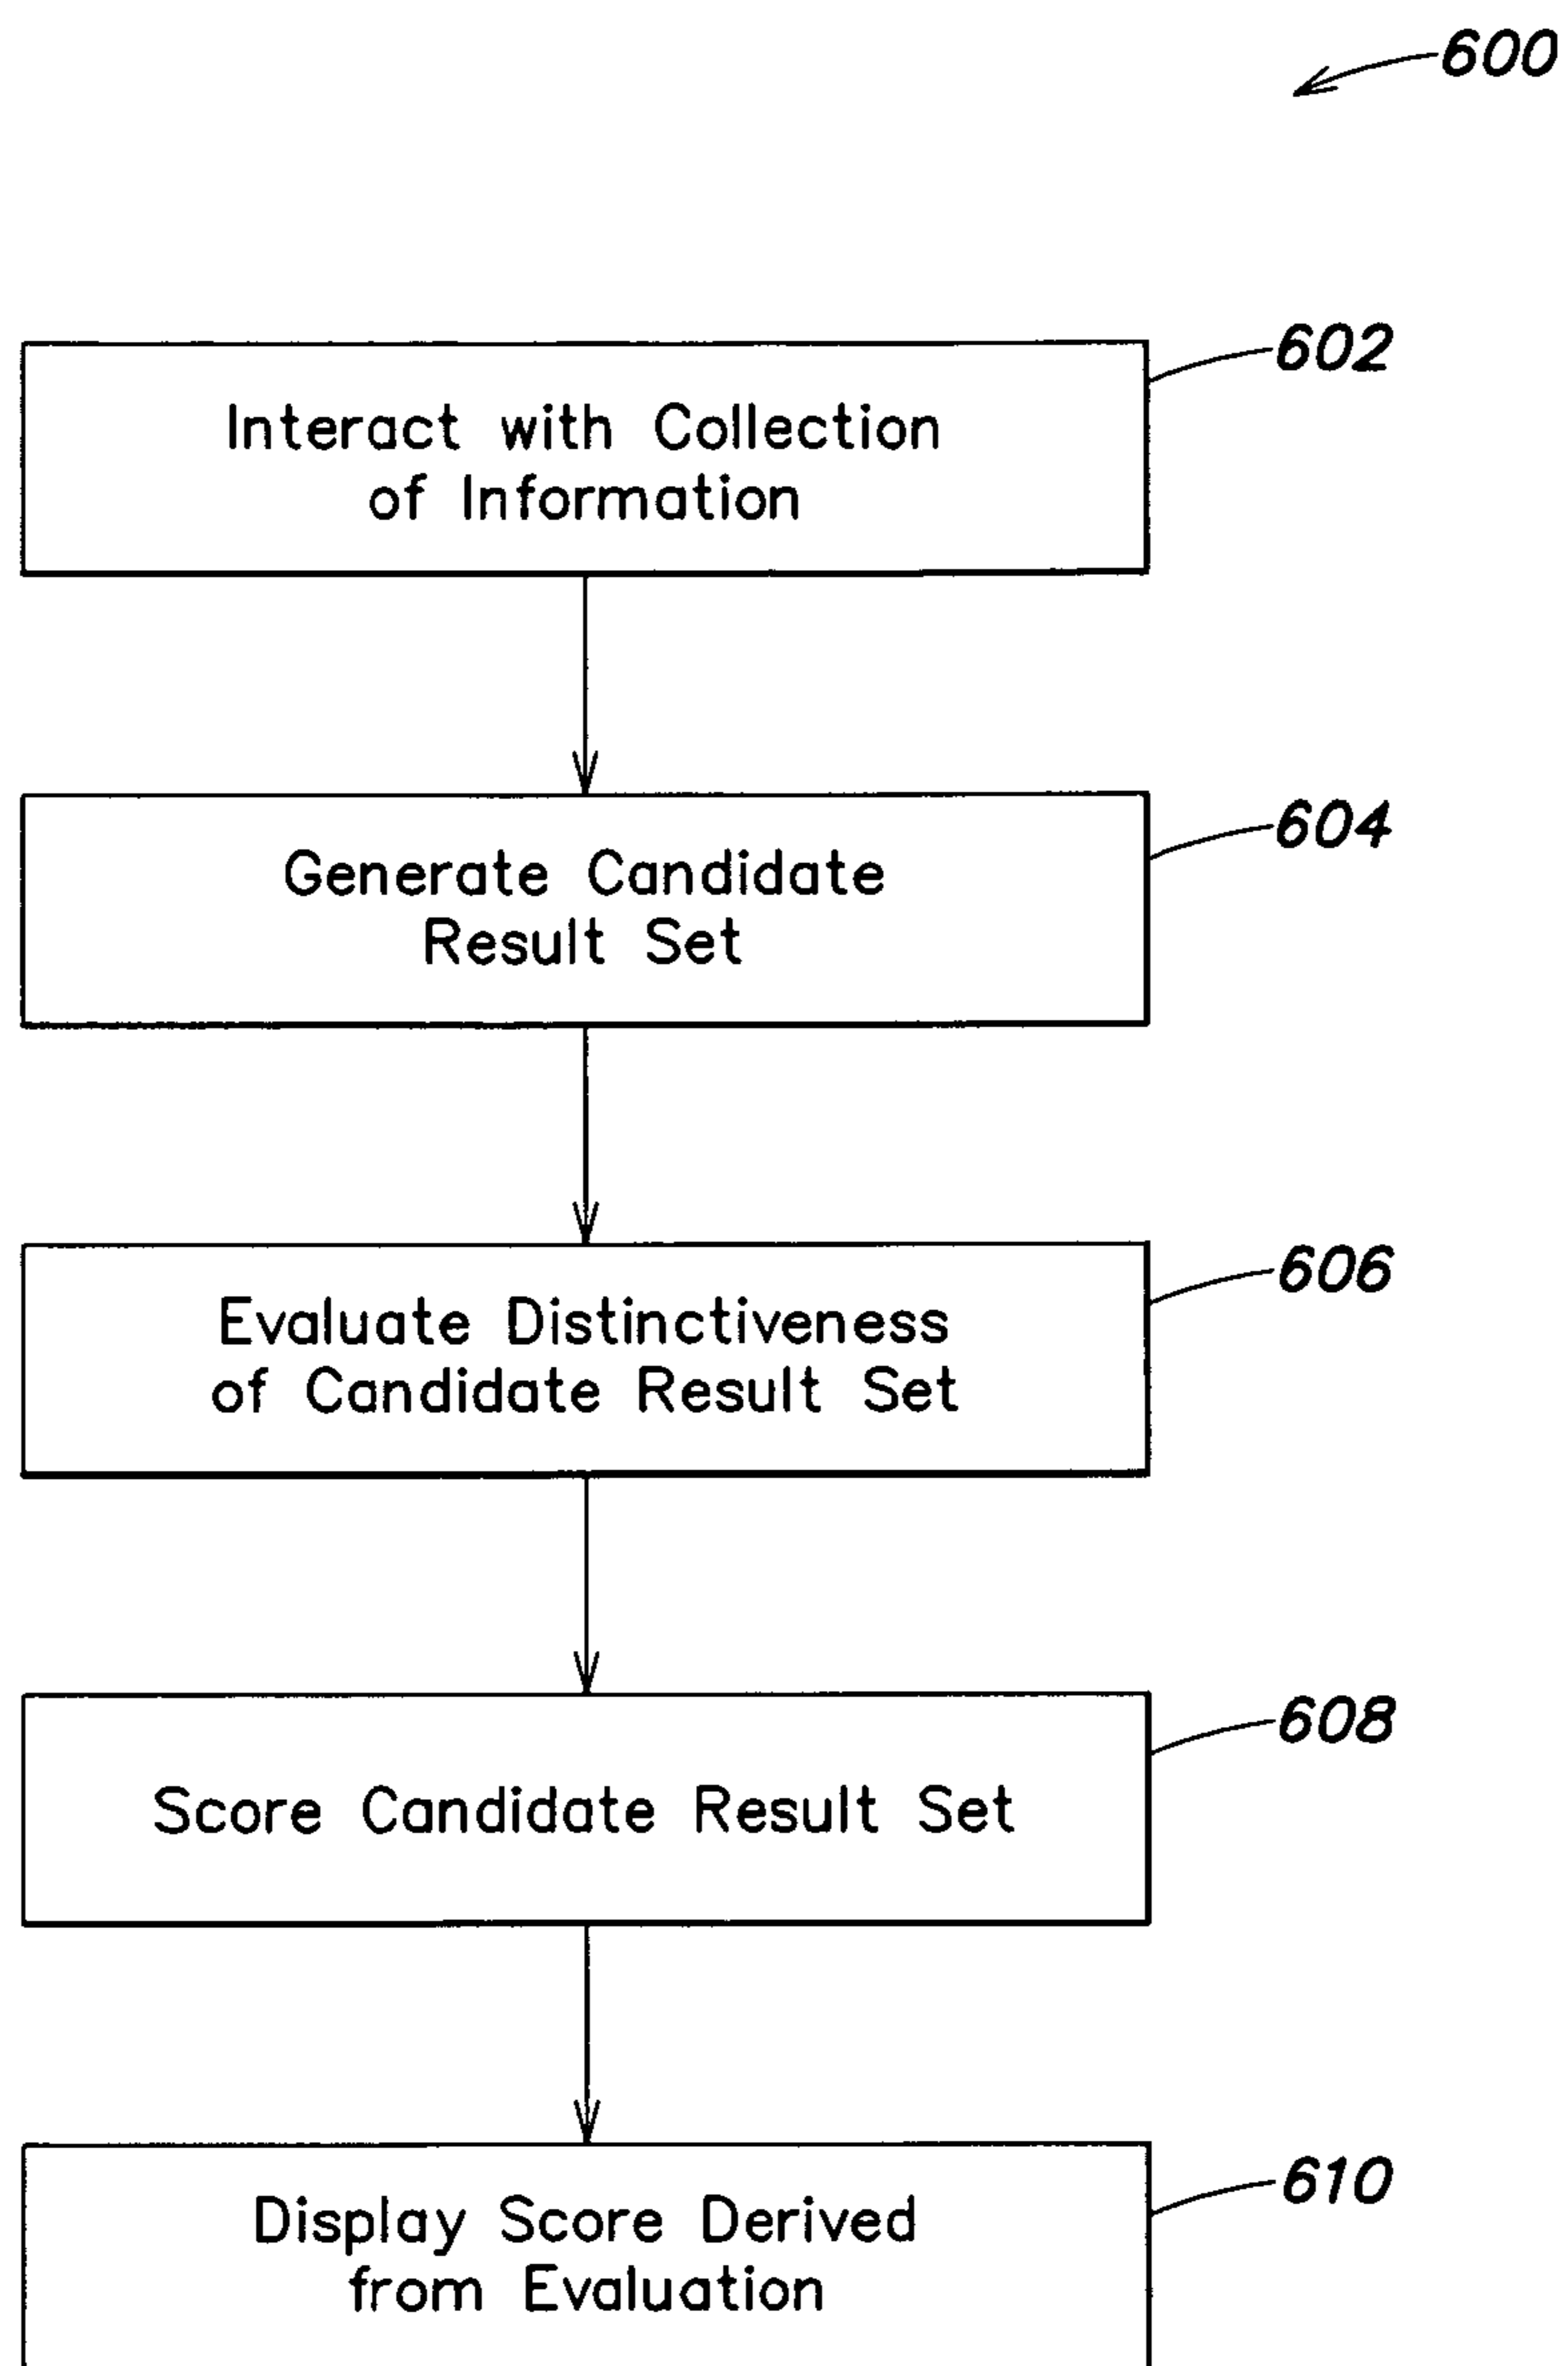 600
602
Interact with Collection
of Information
604
Generate Candidate
Result Set
606
Evaluate Distinctiveness
of Candidate Result Set
608
Score Candidate Result Set
610
Display Score Derived
from Evaluation